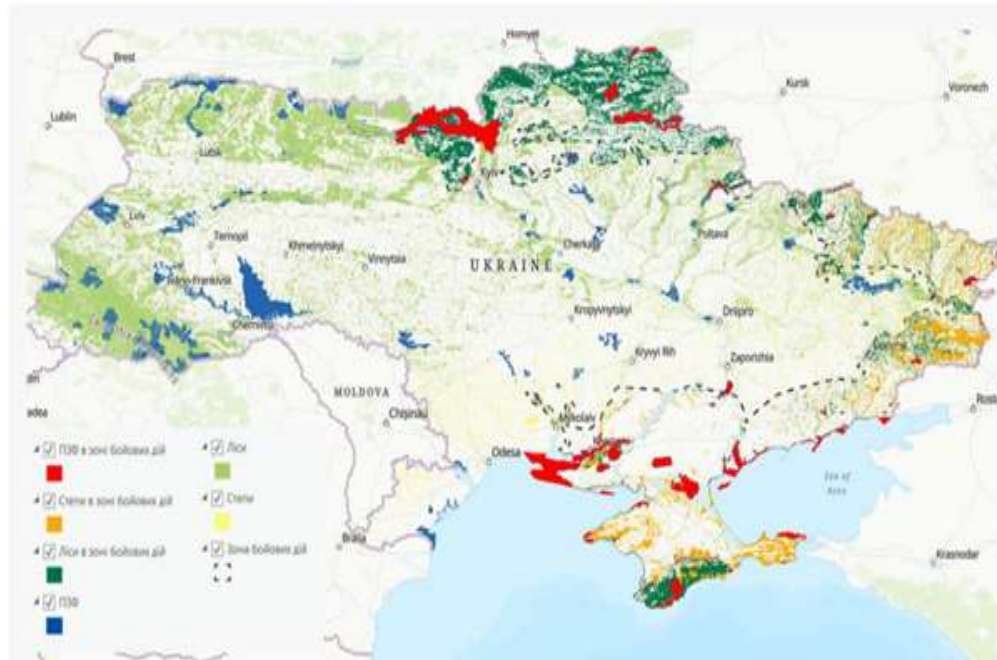 Homyel
Brest
Kursk
Voronezh
Lublin
Lutsk
Kyiv
Lviv
Ternopil
Khmelnytskyi
Vinnytsia
Cherkasy
Poltava
UKRAINE
Ivano-Frankivsk
Chernivtsi
Kropyvnytskyi
Dnipro
Kryvyi Rih
Zaporizhia
MOLDOVA
Chișinău
Mykolaiv
Odesa
Sea of
Azov
Krasnodar
Braila
ПЗФ в зоні бойових дій
Ліси
Степи в зоні бойових дій
Степи
Ліси в зоні бойових дій
Зона бойових дій
ПЗФ